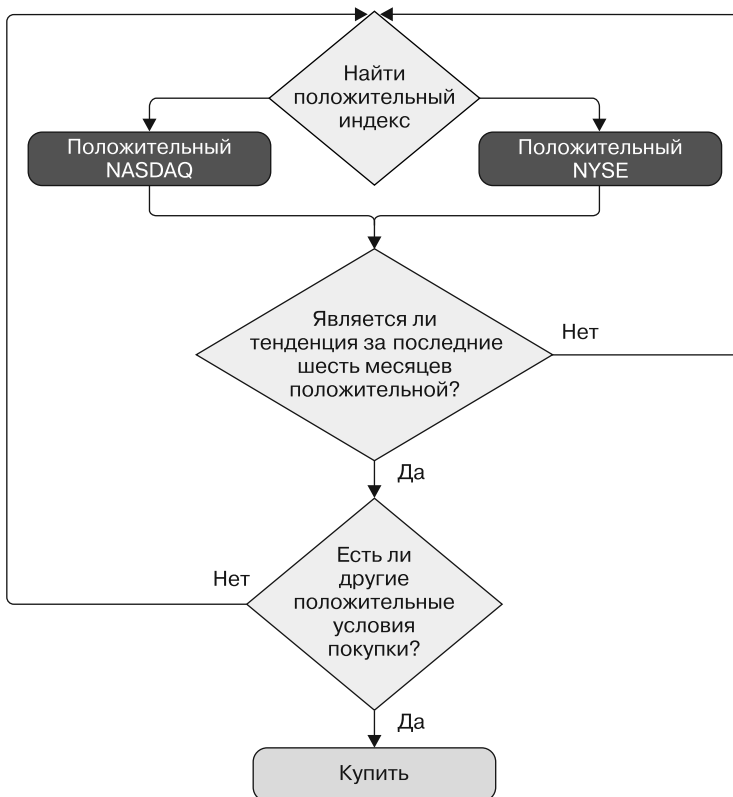 Найти
положительный
индекс
Положительный
NASDAQ
Положительный
NYSE
Является ли
тенденция за последние
шесть месяцев
положительной?
Нет
Да
Есть ли
другие
положительные
условия
покупки?
Нет
Да
Купить